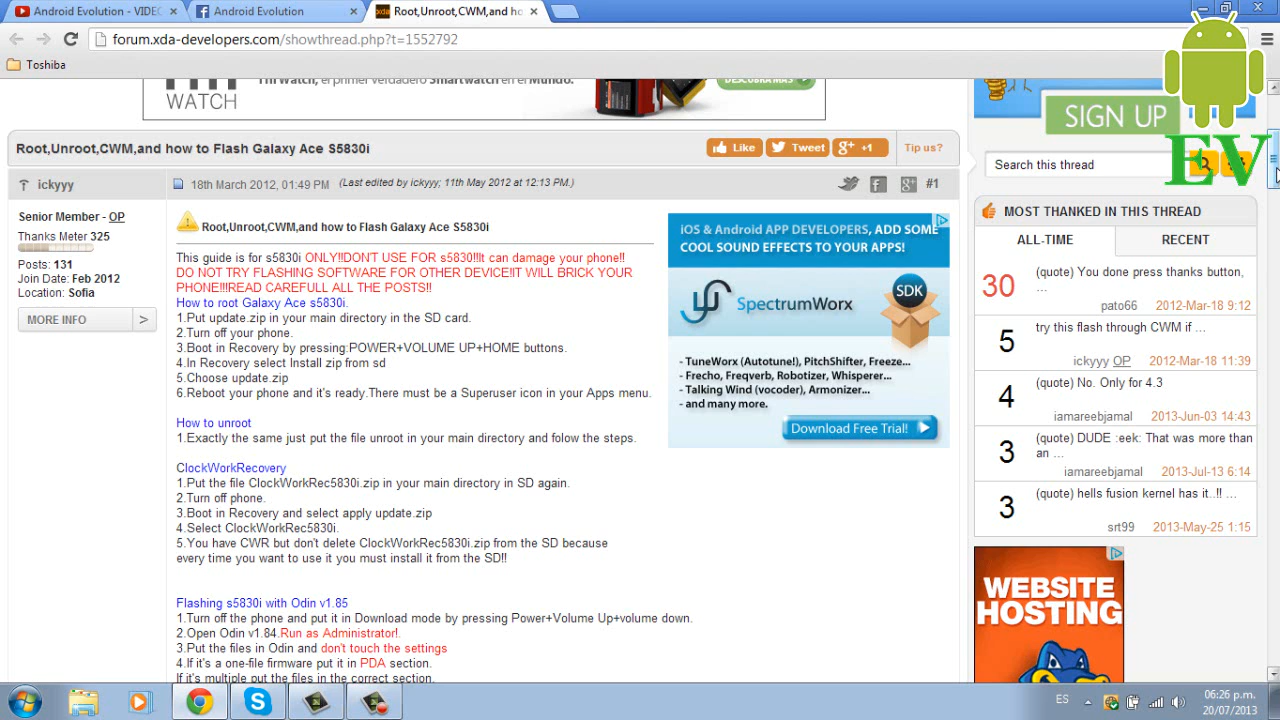 Android Evolution - VIDEO
Android Evolution
Root,Unroot,CWM,and ho
forum.xda-developers.com/showthread.php?t=1552792
Toshiba
WATCH
, el primer verdadero Smartwatch en el Mundo.
DESCUBRA MÁS
SIGN UP
EV
Root,Unroot,CWM,and how to Flash Galaxy Ace S5830i
Like
Tweet
+1
Tip us?
Search this thread
ickyyy
18th March 2012, 01:49 PM
(Last edited by ickyyy; 11th May 2012 at 12:13 PM.)
#1
Senior Member - OP
Thanks Meter 325
Posts: 131
Join Date: Feb 2012
Location: Sofia
MORE INFO >
Root,Unroot,CWM,and how to Flash Galaxy Ace S5830i
This guide is for s5830i ONLY!!DON'T USE FOR s5830!!It can damage your phone!!
DO NOT TRY FLASHING SOFTWARE FOR OTHER DEVICE!IT WILL BRICK YOUR
PHONE!!!READ CAREFULL ALL THE POSTS!!
How to root Galaxy Ace s5830i.
1.Put update.zip in your main directory in the SD card.
2.Turn off your phone.
3.Boot in Recovery by pressing:POWER+VOLUME UP+HOME buttons.
4.In Recovery select Install zip from sd
5.Choose update.zip
6.Reboot your phone and it's ready.There must be a Superuser icon in your Apps menu.
How to unroot
1.Exactly the same just put the file unroot in your main directory and folow the steps.
ClockWorkRecovery
1.Put the file ClockWorkRec5830i.zip in your main directory in SD again.
2.Turn off phone.
3.Boot in Recovery and select apply update.zip
4.Select ClockWorkRec5830i.
5.You have CWR but don't delete ClockWorkRec5830i.zip from the SD because
every time you want to use it you must install it from the SD!!
Flashing s5830i with Odin v1.85
1.Turn off the phone and put it in Download mode by pressing Power+Volume Up+volume down.
2.Open Odin v1.84.Run as Administrator!.
3.Put the files in Odin and don't touch the settings
4.If it's a one-file firmware put it in PDA section.
If it's multiple put the files in the correct section.
iOS & Android APP DEVELOPERS, ADD SOME
COOL SOUND EFFECTS TO YOUR APPS!
SpectrumWorx
SDK
- TuneWorx (Autotune!), PitchShifter, Freeze...
- Frecho, Freqverb, Robotizer, Whisperer...
- Talking Wind (vocoder), Armonizer...
- and many more.
Download Free Trial!
MOST THANKED IN THIS THREAD
ALL-TIME
RECENT
30
(quote) You done press thanks button,
...
pato66
2012-Mar-18 9:12
5
try this flash through CWM if ...
ickyyy OP
2012-Mar-18 11:39
4
(quote) No. Only for 4.3
iamareebjamal
2013-Jun-03 14:43
3
(quote) DUDE :eek: That was more than
an ...
iamareebjamal
2013-Jul-13 6:14
3
(quote) hells fusion kernel has it..!! ...
srt99
2013-May-25 1:15
WEBSITE
HOSTING
ES
06:26 p.m.
20/07/2013